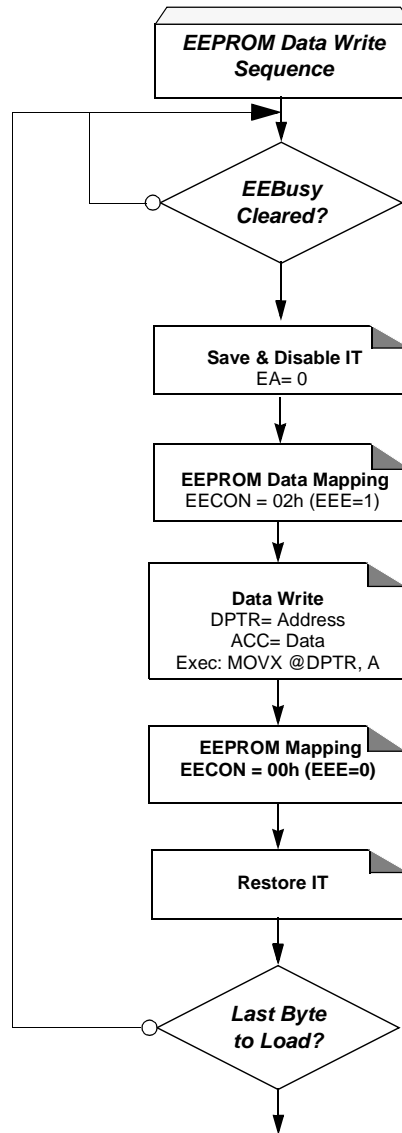 EEPROM Data Write
Sequence
EEBusy
Cleared?
Save & Disable IT
EA= 0
EEPROM Data Mapping
EECON = 02h (EEE=1)
Data Write
DPTR= Address
ACC= Data
Exec: MOVX @DPTR, A
EEPROM Mapping
EECON = 00h (EEE=0)
Restore IT
Last Byte
to Load?